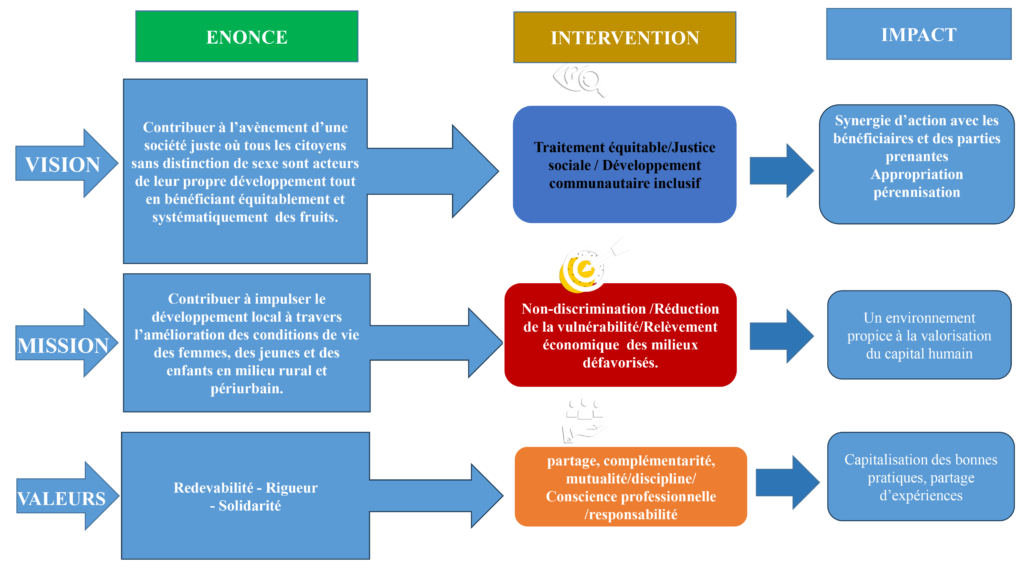 ENONCE
INTERVENTION
IMPACT
VISION
Contribuer à l’avènement d’une
société juste où tous les citoyens
sans distinction de sexe sont acteurs
de leur propre développement tout
en bénéficiant équitablement et
systématiquement des fruits.
Traitement équitable/Justice
sociale / Développement
communautaire inclusif
Synergie d’action avec les
bénéficiaires et des parties
prenantes
Appropriation
pérennisation
MISSION
Contribuer à impulser le
développement local à travers
l’amélioration des conditions de vie
des femmes, des jeunes et des
enfants en milieu rural et
périurbain.
Non-discrimination /Réduction
de la vulnérabilité/Relèvement
économique des milieux
défavorisés.
Un environnement
propice à la valorisation
du capital humain
VALEURS
Redevabilité - Rigueur
- Solidarité
partage, complémentarité,
mutualité/discipline/
Conscience professionnelle
/responsabilité
Capitalisation des bonnes
pratiques, partage
d’expériences